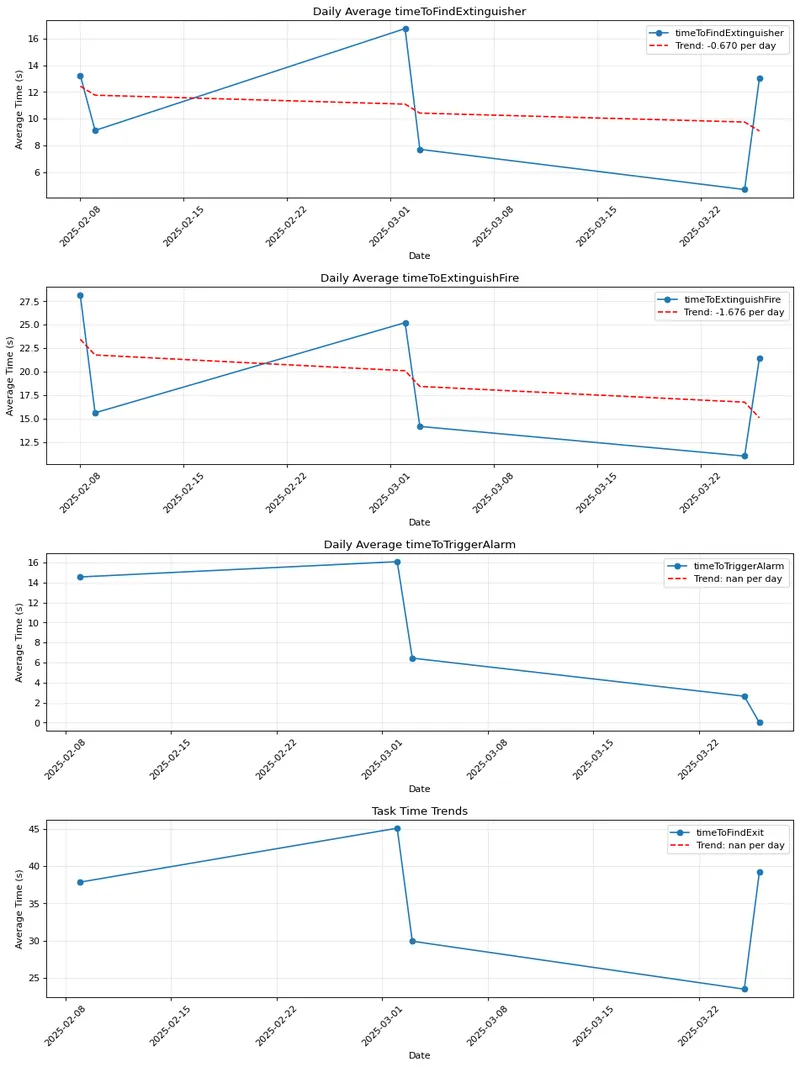 Daily Average timeToFindExtinguisher
timeToFindExtinguisher
Trend: -0.670 per day
Average Time (s)
16
14
12
10
8
6
2025-02-08
2025-02-15
2025-02-22
2025-03-01
2025-03-08
2025-03-15
2025-03-22
Date
Daily Average timeToExtinguishFire
timeToExtinguishFire
Trend: -1.676 per day
Average Time (s)
27.5
25.0
22.5
20.0
17.5
15.0
12.5
2025-02-08
2025-02-15
2025-02-22
2025-03-01
2025-03-08
2025-03-15
2025-03-22
Date
Daily Average timeToTriggerAlarm
timeToTriggerAlarm
Trend: nan per day
Average Time (s)
16
14
12
10
8
6
4
2
0
2025-02-08
2025-02-15
2025-02-22
2025-03-01
2025-03-08
2025-03-15
2025-03-22
Date
Task Time Trends
timeToFindExit
Trend: nan per day
Average Time (s)
45
40
35
30
25
2025-02-08
2025-02-15
2025-02-22
2025-03-01
2025-03-08
2025-03-15
2025-03-22
Date